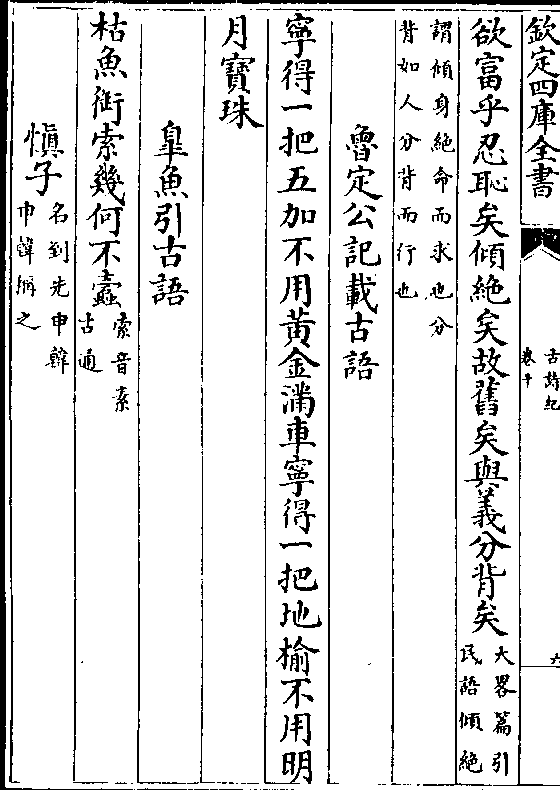 欽定四庫全書
古詩紀
卷十
六
欲富乎忍恥矣傾絶矣故舊矣與義分背矣大畧篇引
民語傾絶
謂傾身絶命而求也分
背如人分背而行也
魯定公記載古語
寧得一把五加不用黃金滿車寧得一把地榆不用明
月寶珠
臯魚引古語
枯魚銜索幾何不蠧索音素
古通
慎子名到先申韓
申韓稱之